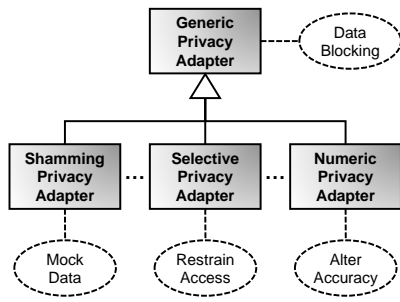 Generic
Privacy
Adapter
Data
Blocking
Shamming
Privacy
Adapter
...
Selective
Privacy
Adapter
...
Numeric
Privacy
Adapter
Mock
Data
Restrain
Access
Alter
Accuracy